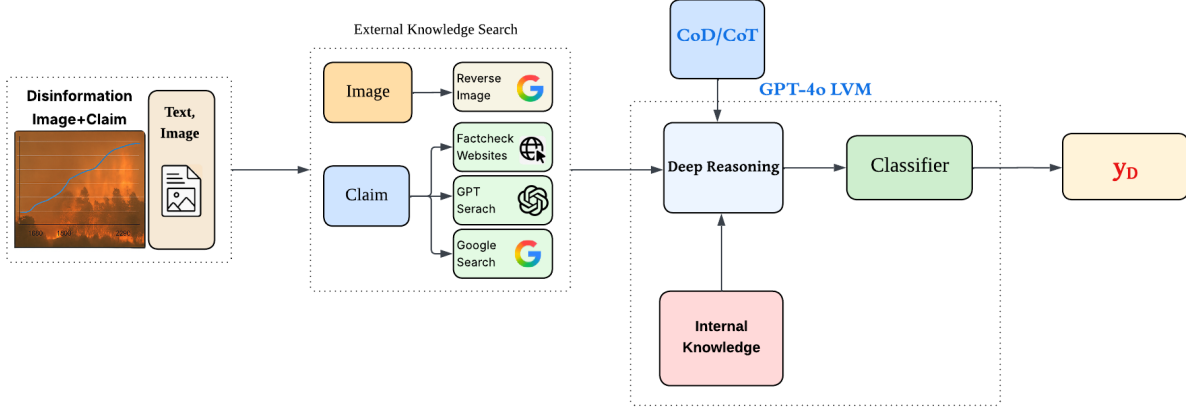 External Knowledge Search
CoD/CoT
GPT-4o LVM
Disinformation
Image+Claim
Text,
Image
Image
Reverse
Image
Claim
Factcheck
Websites
GPT
Serach
Google
Search
Deep Reasoning
Classifier
yD
Internal
Knowledge